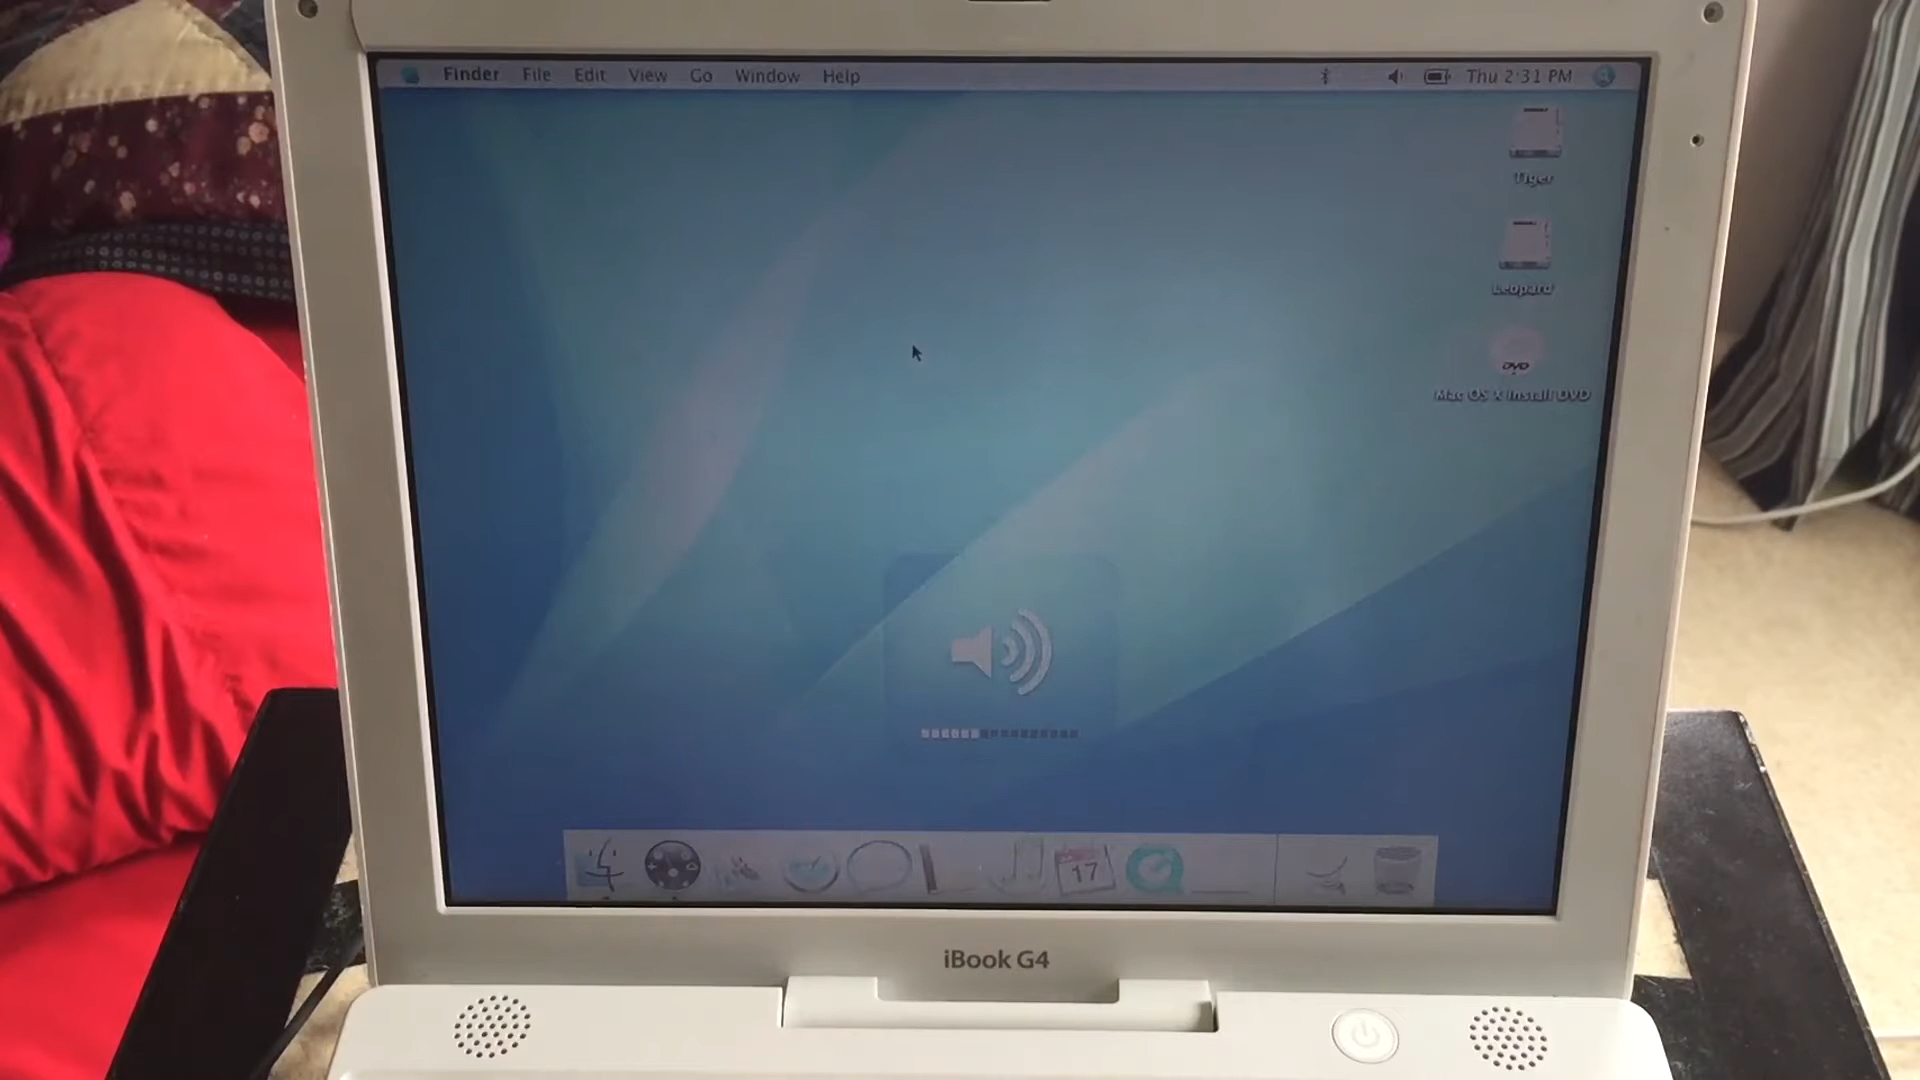 Finder File Edit View Go Window Help Thu 2:31 PM
Tiger
Leopard
DVD
Mac OS X Install DVD
17
iBook G4